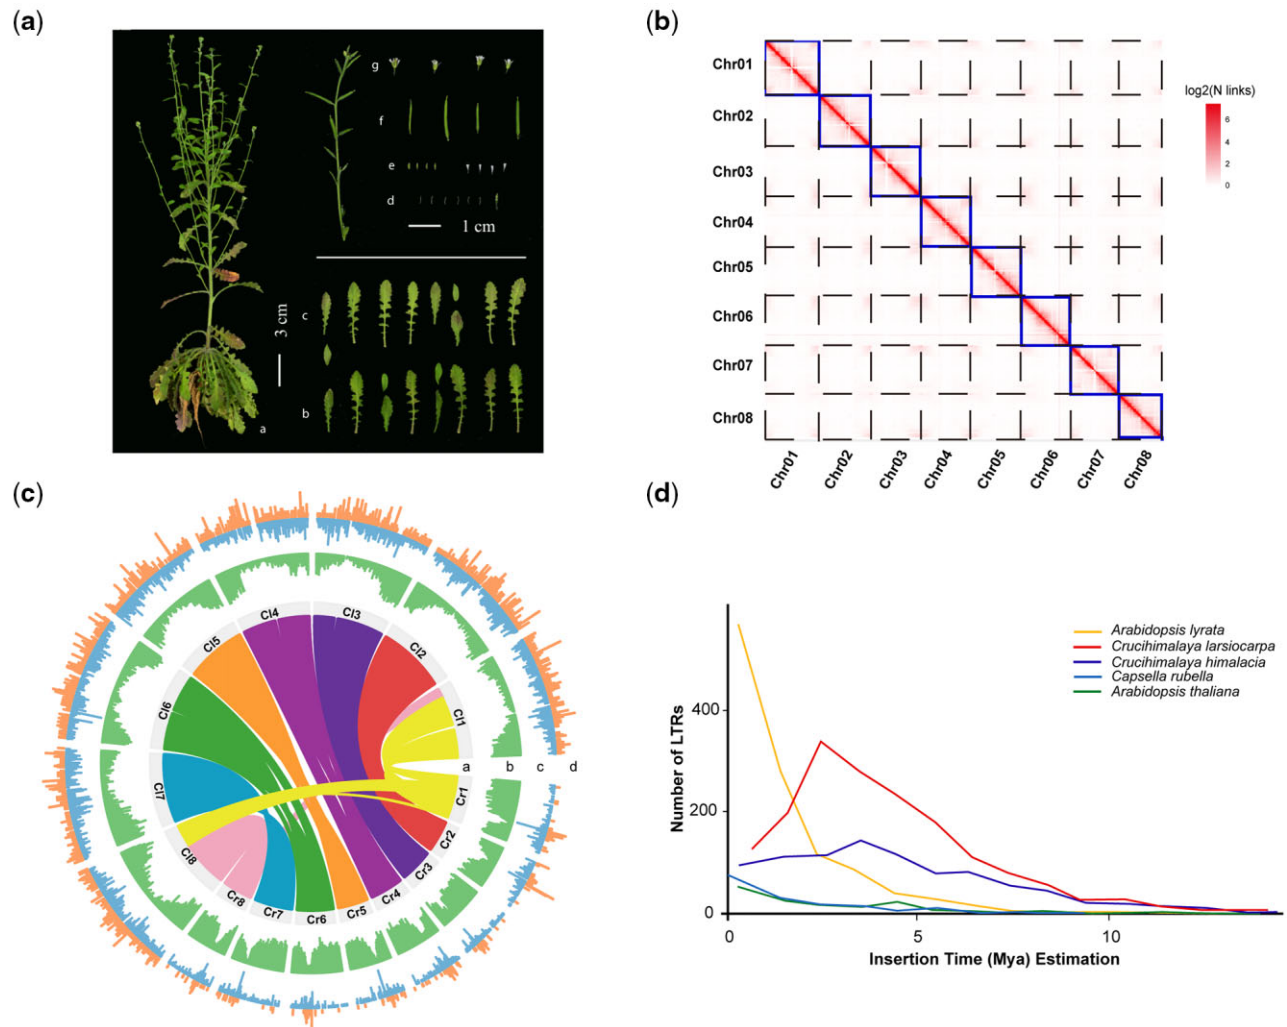 (a)
g
f
e
d
1 cm
c
3 cm
b
a
(b)
Chr01
Chr02
Chr03
Chr04
Chr05
Chr06
Chr07
Chr08
log2(N links)
6
4
2
0
Chr01 Chr02 Chr03 Chr04 Chr05 Chr06 Chr07 Chr08
(c)
Cl4 Cl3
Cl5 Cl2
Cl6 Cl1
a b c d
Cl7 Cr1
Cl8 Cr2
Cr8 Cr7 Cr6 Cr5 Cr4 Cr3
(d)
Number of LTRs
400
200
0
Arabidopsis lyrata
Crucihimalaya larsiocarpa
Crucihimalaya himalacia
Capsella rubella
Arabidopsis thaliana
0 5 10
Insertion Time (Mya) Estimation